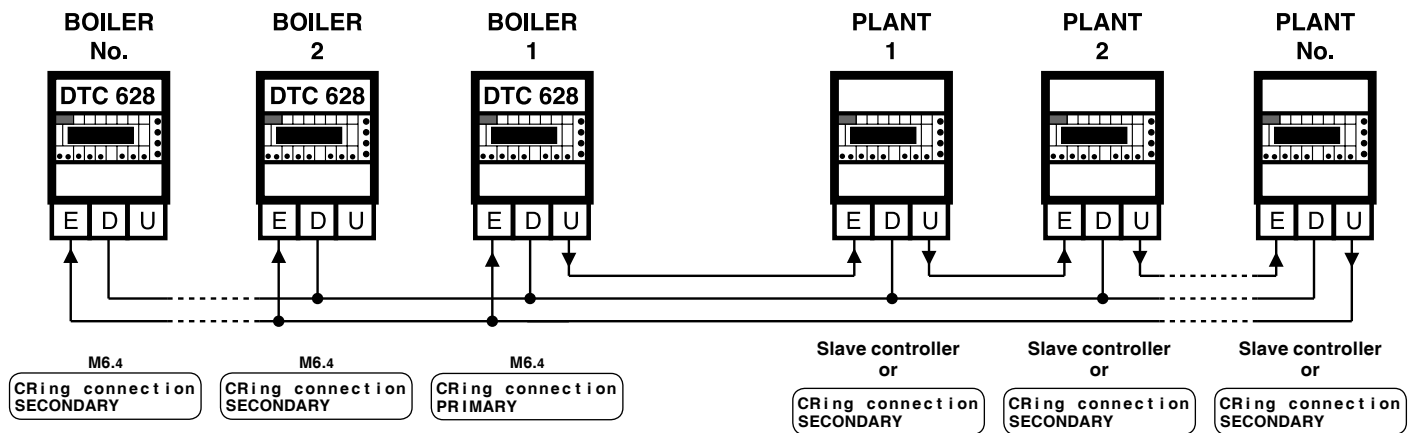 BOILER
No.
BOILER
2
BOILER
1
PLANT
1
PLANT
2
PLANT
No.
DTC 628
DTC 628
DTC 628
E D U
E D U
E D U
E D U
E D U
E D U
M6.4
CRing connection
SECONDARY
M6.4
CRing connection
SECONDARY
M6.4
CRing connection
PRIMARY
Slave controller
or
CRing connection
SECONDARY
Slave controller
or
CRing connection
SECONDARY
Slave controller
or
CRing connection
SECONDARY